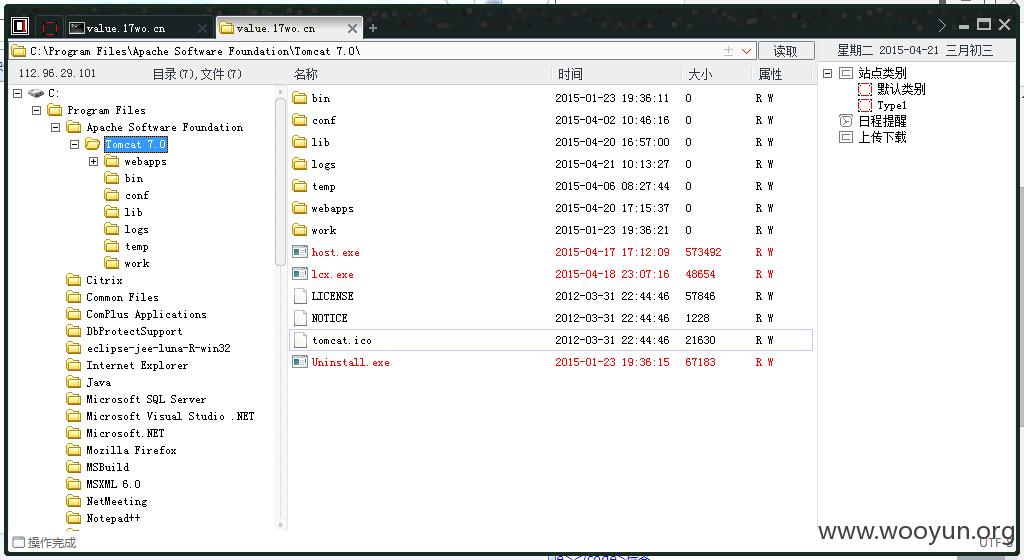 value.17wo.cn
value.17wo.cn
C:\Program Files\Apache Software Foundation\Tomcat 7.0\
读取
星期二 2015-04-21 三月初三
112.96.29.101 目录(7),文件(7)
名称 时间 大小 属性
C:
Program Files
Apache Software Foundation
Tomcat 7.0
webapps
bin
conf
lib
logs
temp
work
Citrix
Common Files
ComPlus Applications
DbProtectSupport
eclipse-jee-luna-R-win32
Internet Explorer
Java
Microsoft SQL Server
Microsoft Visual Studio .NET
Microsoft.NET
Mozilla Firefox
MSBuild
MSXML 6.0
NetMeeting
Notepad++
bin 2015-01-23 19:36:11 0 R W
conf 2015-04-02 10:46:16 0 R W
lib 2015-04-20 16:57:00 0 R W
logs 2015-04-21 10:13:27 0 R W
temp 2015-04-06 08:27:44 0 R W
webapps 2015-04-20 17:15:37 0 R W
work 2015-01-23 19:36:21 0 R W
host.exe 2015-04-17 17:12:09 573492 R W
lcx.exe 2015-04-18 23:07:16 48654 R W
LICENSE 2012-03-31 22:44:46 57846 R W
NOTICE 2012-03-31 22:44:46 1228 R W
tomcat.ico 2012-03-31 22:44:46 21630 R W
Uninstall.exe 2015-01-23 19:36:15 67183 R W
站点类别
默认类别
Type1
日程提醒
上传下载
操作完成
www.wooyun.org
UTF-8